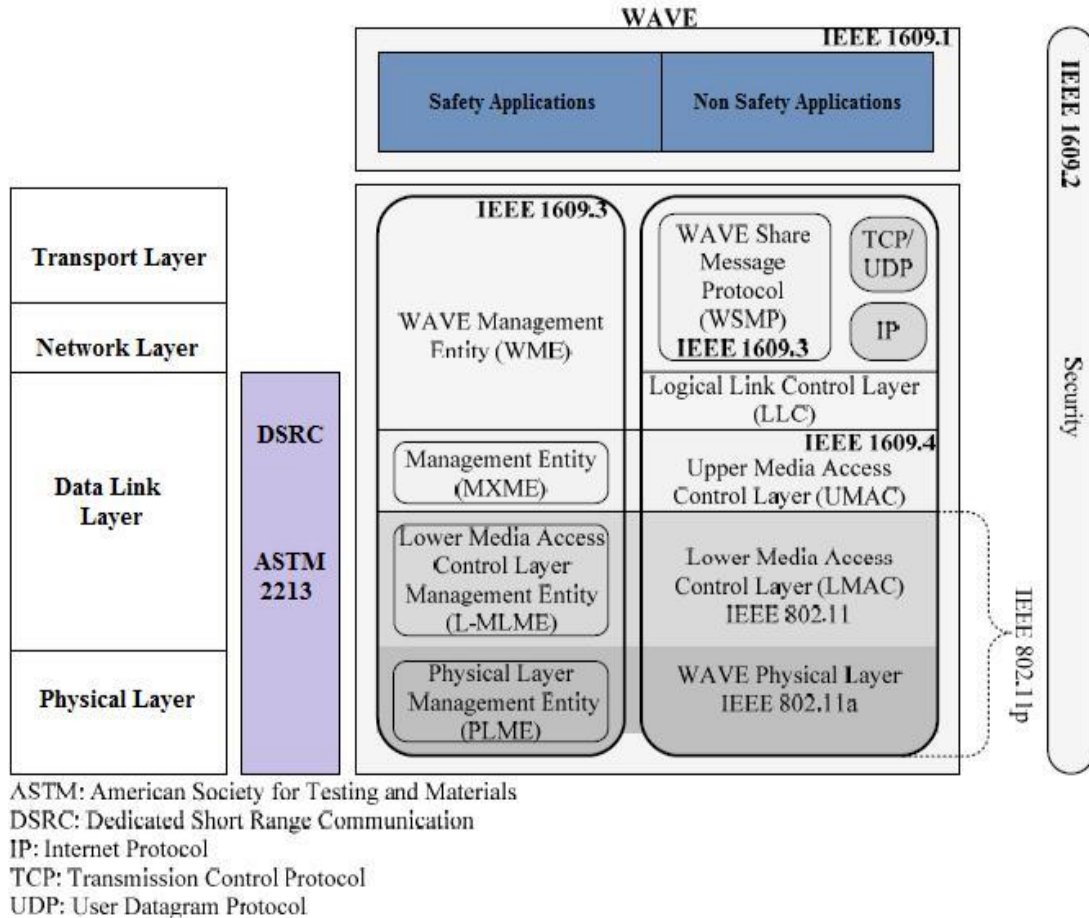 WAVE
IEEE 1609.1
Safety Applications
Non Safety Applications
IEEE 1609.2
Security
Transport Layer
Network Layer
Data Link
Layer
Physical Layer
DSRC
ASTM
2213
IEEE 1609.3
WAVE Management
Entity (WME)
Management Entity
(MXME)
Lower Media Access
Control Layer
Management Entity
(L-MLME)
Physical Layer
Management Entity
(PLME)
WAVE Share
Message
Protocol
(WSMP)
IEEE 1609.3
TCP/
UDP
IP
Logical Link Control Layer
(LLC)
IEEE 1609.4
Upper Media Access
Control Layer (UMAC)
Lower Media Access
Control Layer (LMAC)
IEEE 802.11
WAVE Physical Layer
IEEE 802.11a
IEEE 802.11p
ASTM: American Society for Testing and Materials
DSRC: Dedicated Short Range Communication
IP: Internet Protocol
TCP: Transmission Control Protocol
UDP: User Datagram Protocol